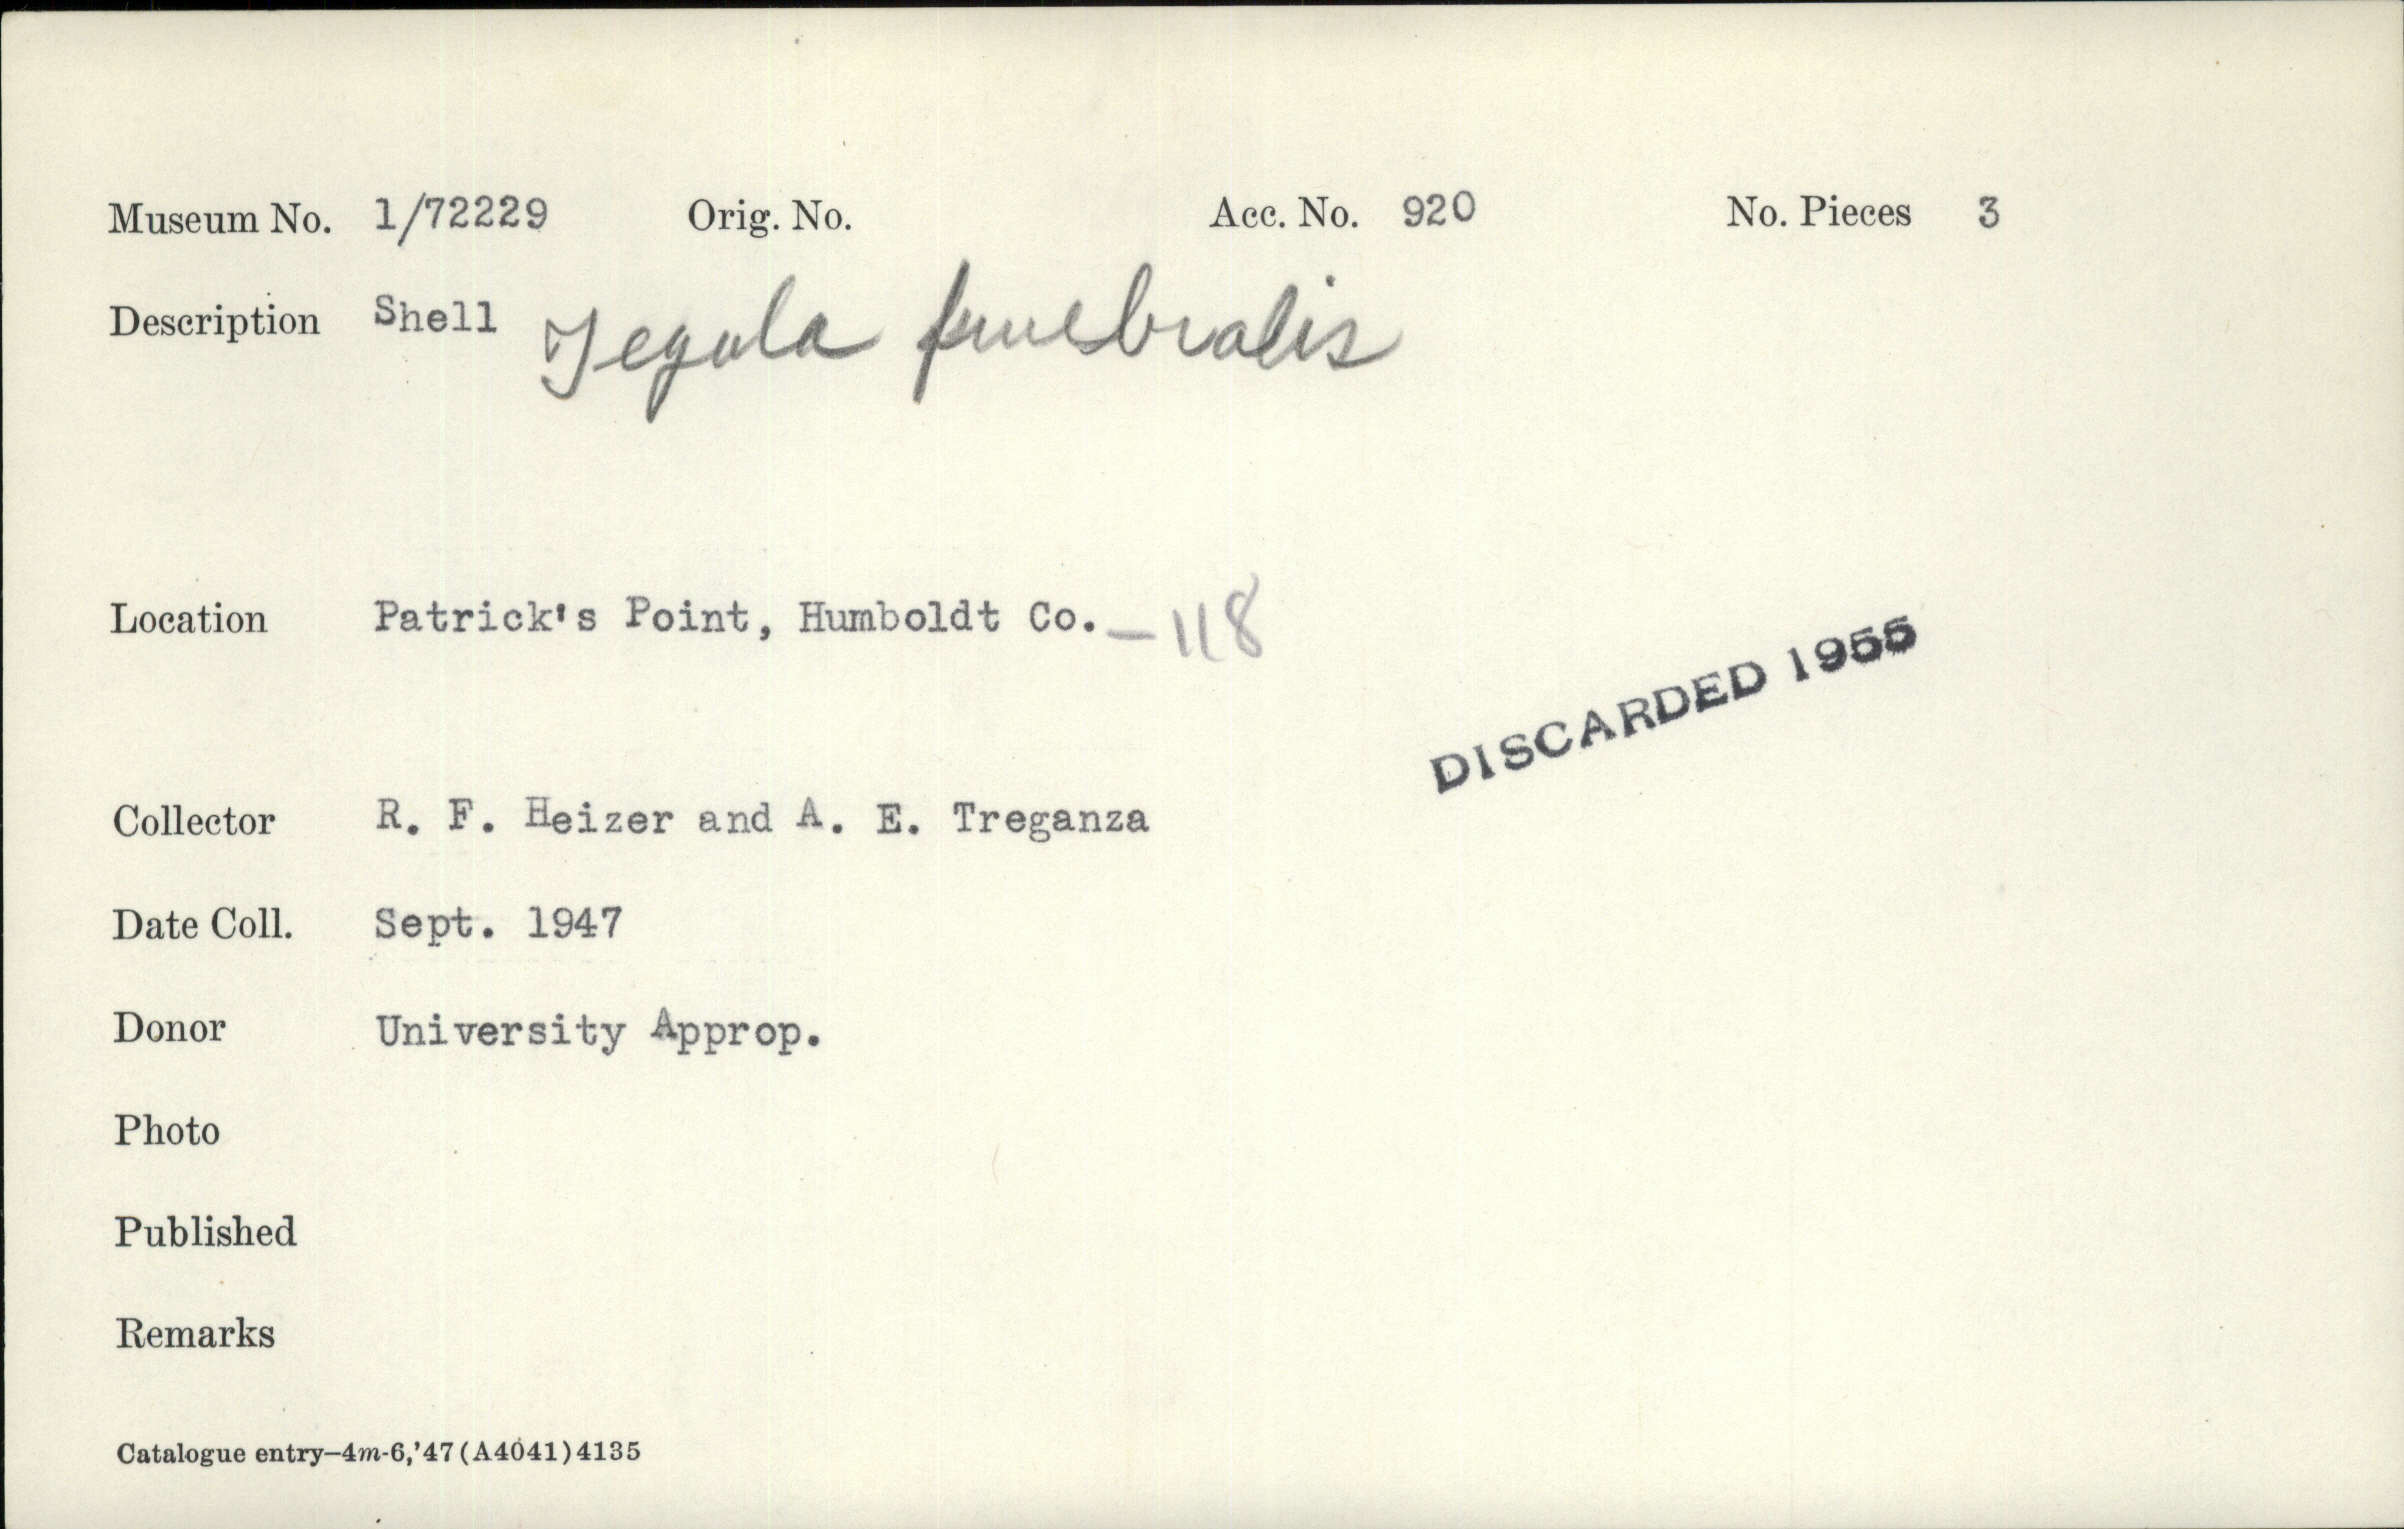 Museum No. 1/72229 Orig. No. Acc. No. 920 No. Pieces 3
Description Shell Tegula funebralis
Location Patrick's Point, Humboldt Co. - 118
DISCARDED 1955
Collector R. F. Heizer and A. E. Treganza
Date Coll. Sept. 1947
Donor University Approp.
Photo
Published
Remarks
Catalogue entry—4m-6,'47(A4041)4135